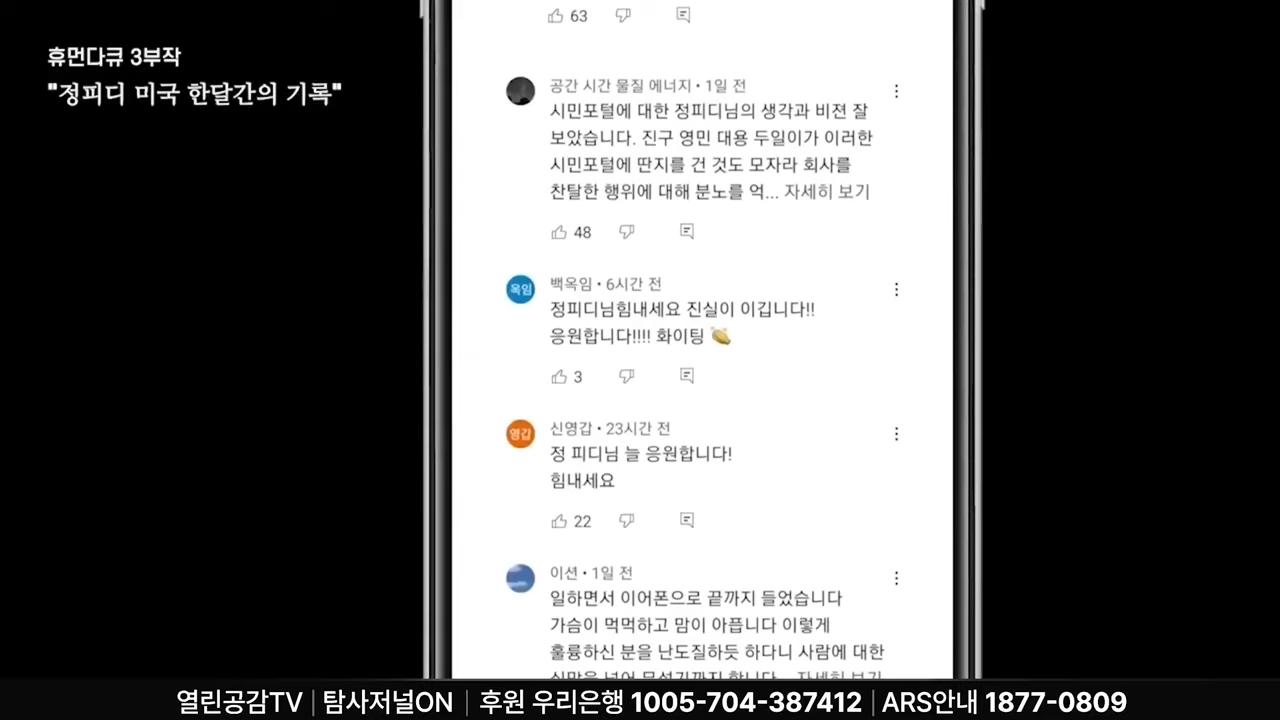 휴먼다큐 3부작
"정피디 미국 한달간의 기록"
63
공간 시간 물질 에너지 • 1일 전
시민포털에 대한 정피디님의 생각과 비젼 잘
보았습니다. 진구 영민 대용 두일이가 이러한
시민포털에 딴지를 건 것도 모자라 회사를
찬탈한 행위에 대해 분노를 억... 자세히 보기
48
옥임
백옥임 • 6시간 전
정피디님힘내세요 진실이 이깁니다!!
응원합니다!!!! 화이팅 👏
3
영갑
신영갑 • 23시간 전
정 피디님 늘 응원합니다!
힘내세요
22
이션 • 1일 전
일하면서 이어폰으로 끝까지 들었습니다
가슴이 먹먹하고 맘이 아픕니다 이렇게
훌륭하신 분을 난도질하듯 하다니 사람에 대한
자세히 보기
열린공감TV | 탐사저널ON | 후원 우리은행 1005-704-387412 | ARS안내 1877-0809